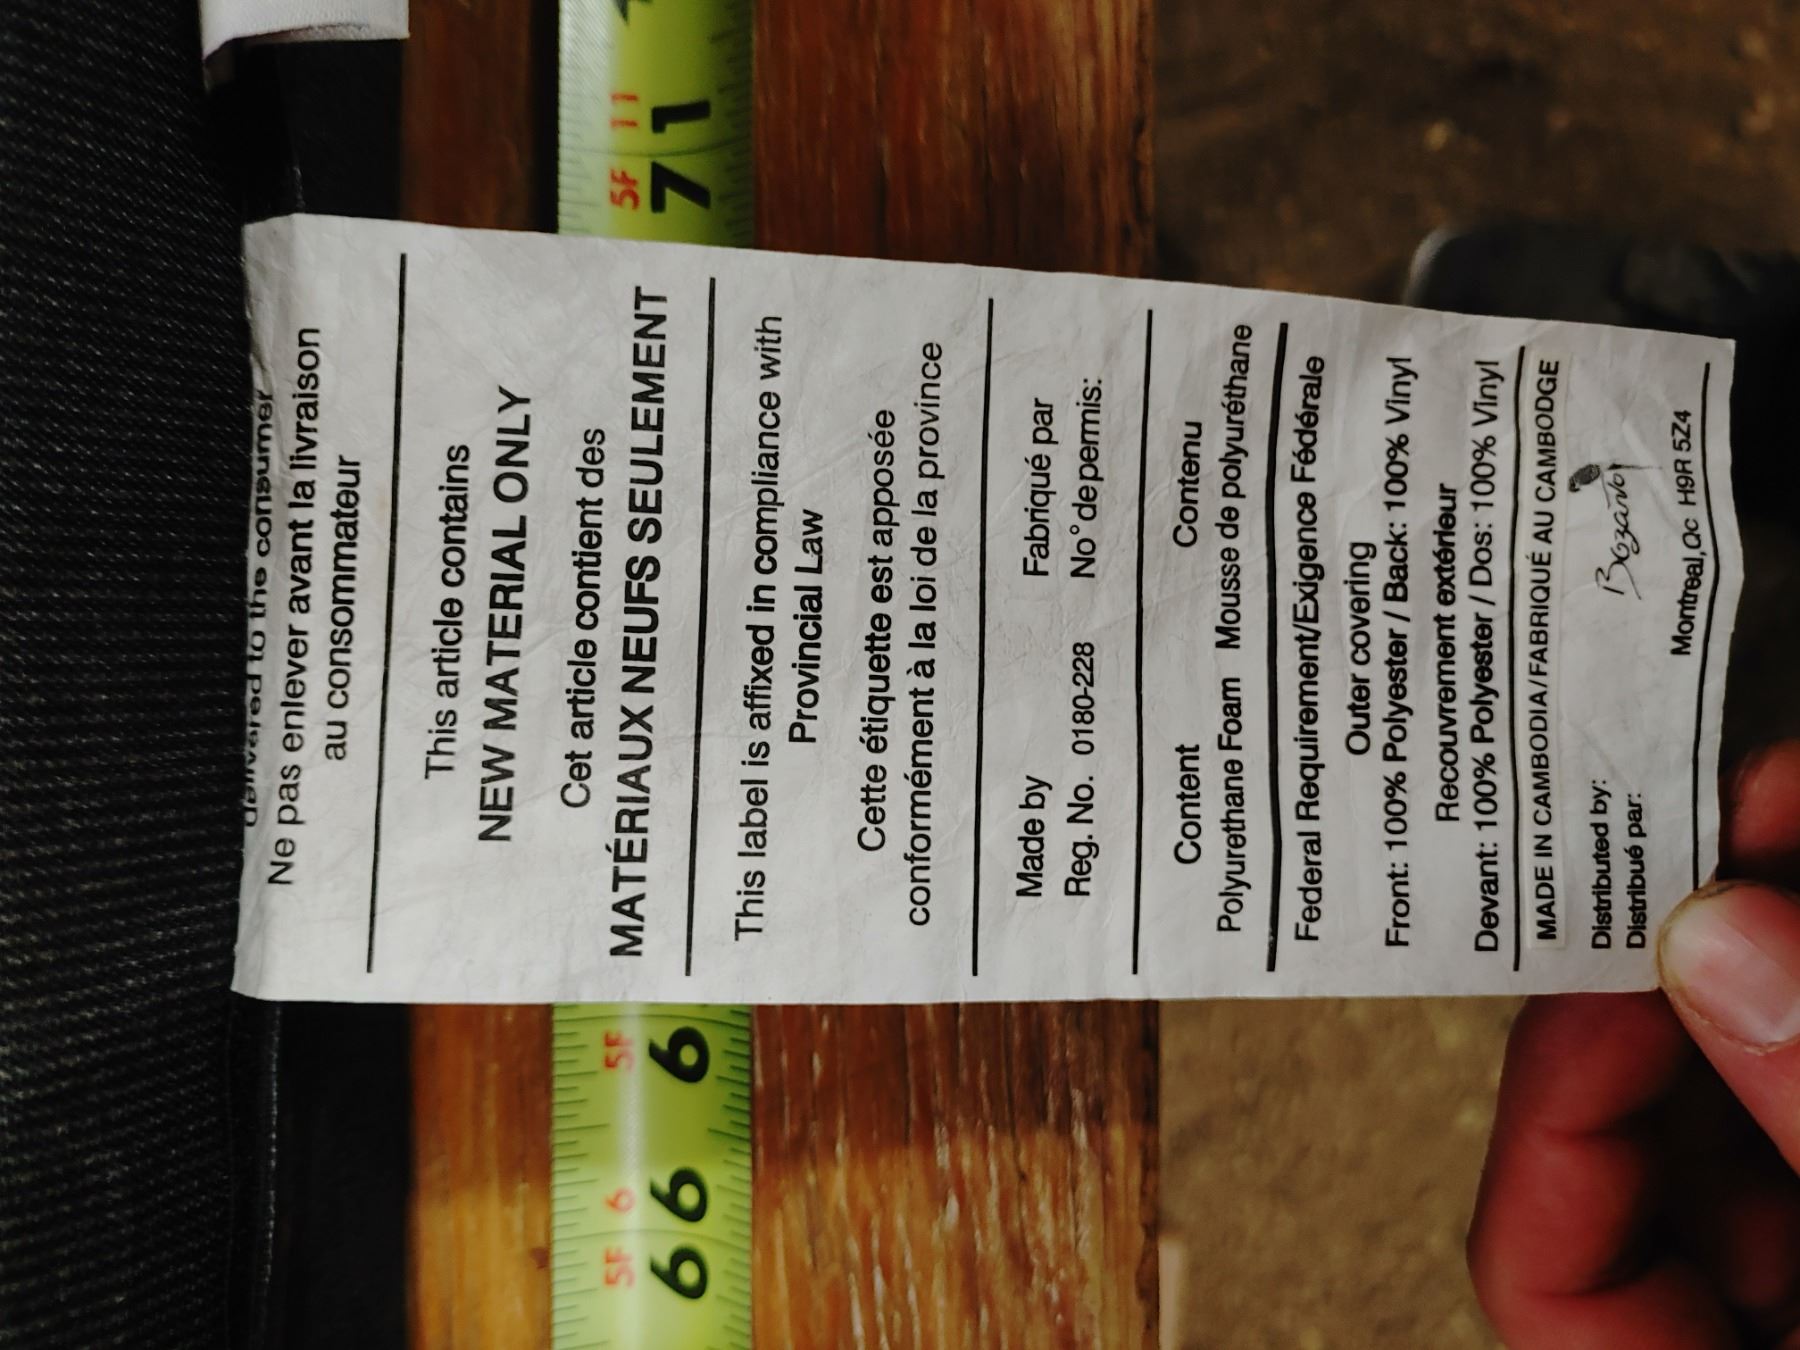 delivered to the consumer
Ne pas enlever avant la livraison
au consommateur
This article contains
NEW MATERIAL ONLY
Cet article contient des
MATÉRIAUX NEUFS SEULEMENT
This label is affixed in compliance with
Provincial Law
Cette étiquette est apposée
conformément à la loi de la province
Made by Fabriqué par
Reg. No. 0180-228 No° de permis:
Content Contenu
Polyurethane Foam Mousse de polyuréthane
Federal Requirement/Exigence Fédérale
Outer covering
Front: 100% Polyester / Back: 100% Vinyl
Recouvrement extérieur
Devant: 100% Polyester / Dos: 100% Vinyl
MADE IN CAMBODIA/FABRIQUÉ AU CAMBODGE
Distributed by:
Distribué par:
Montreal,Qc H9R 5Z4
5F 6 5F
66 6
5F 11
71